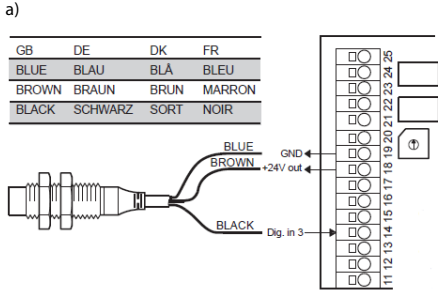 a)
GB DE DK FR
BLUE BLAU BLÅ BLEU
BROWN BRAUN BRUN MARRON
BLACK SCHWARZ SORT NOIR
BLUE
BROWN
BLACK
GND
+24V out
Dig. in 3
25
24
23
22
21
20
19
18
17
16
15
14
13
12
11